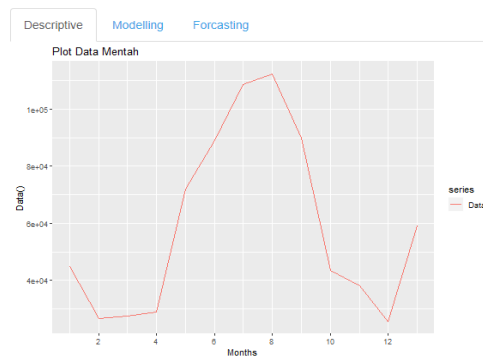 Descriptive Modelling Forcasting
Plot Data Mentah
1e+05
8e+04
6e+04
4e+04
Data()
2 4 6 8 10 12
Months
series
Data